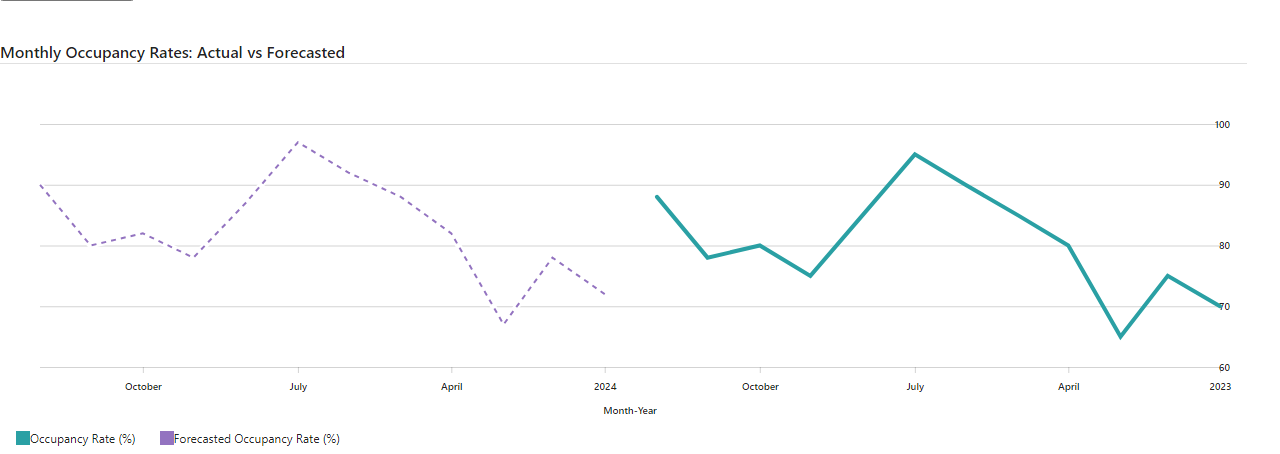 Monthly Occupancy Rates: Actual vs Forecasted
100
90
80
70
60
October July April 2024 October July April 2023
Month-Year
Occupancy Rate (%) Forecasted Occupancy Rate (%)